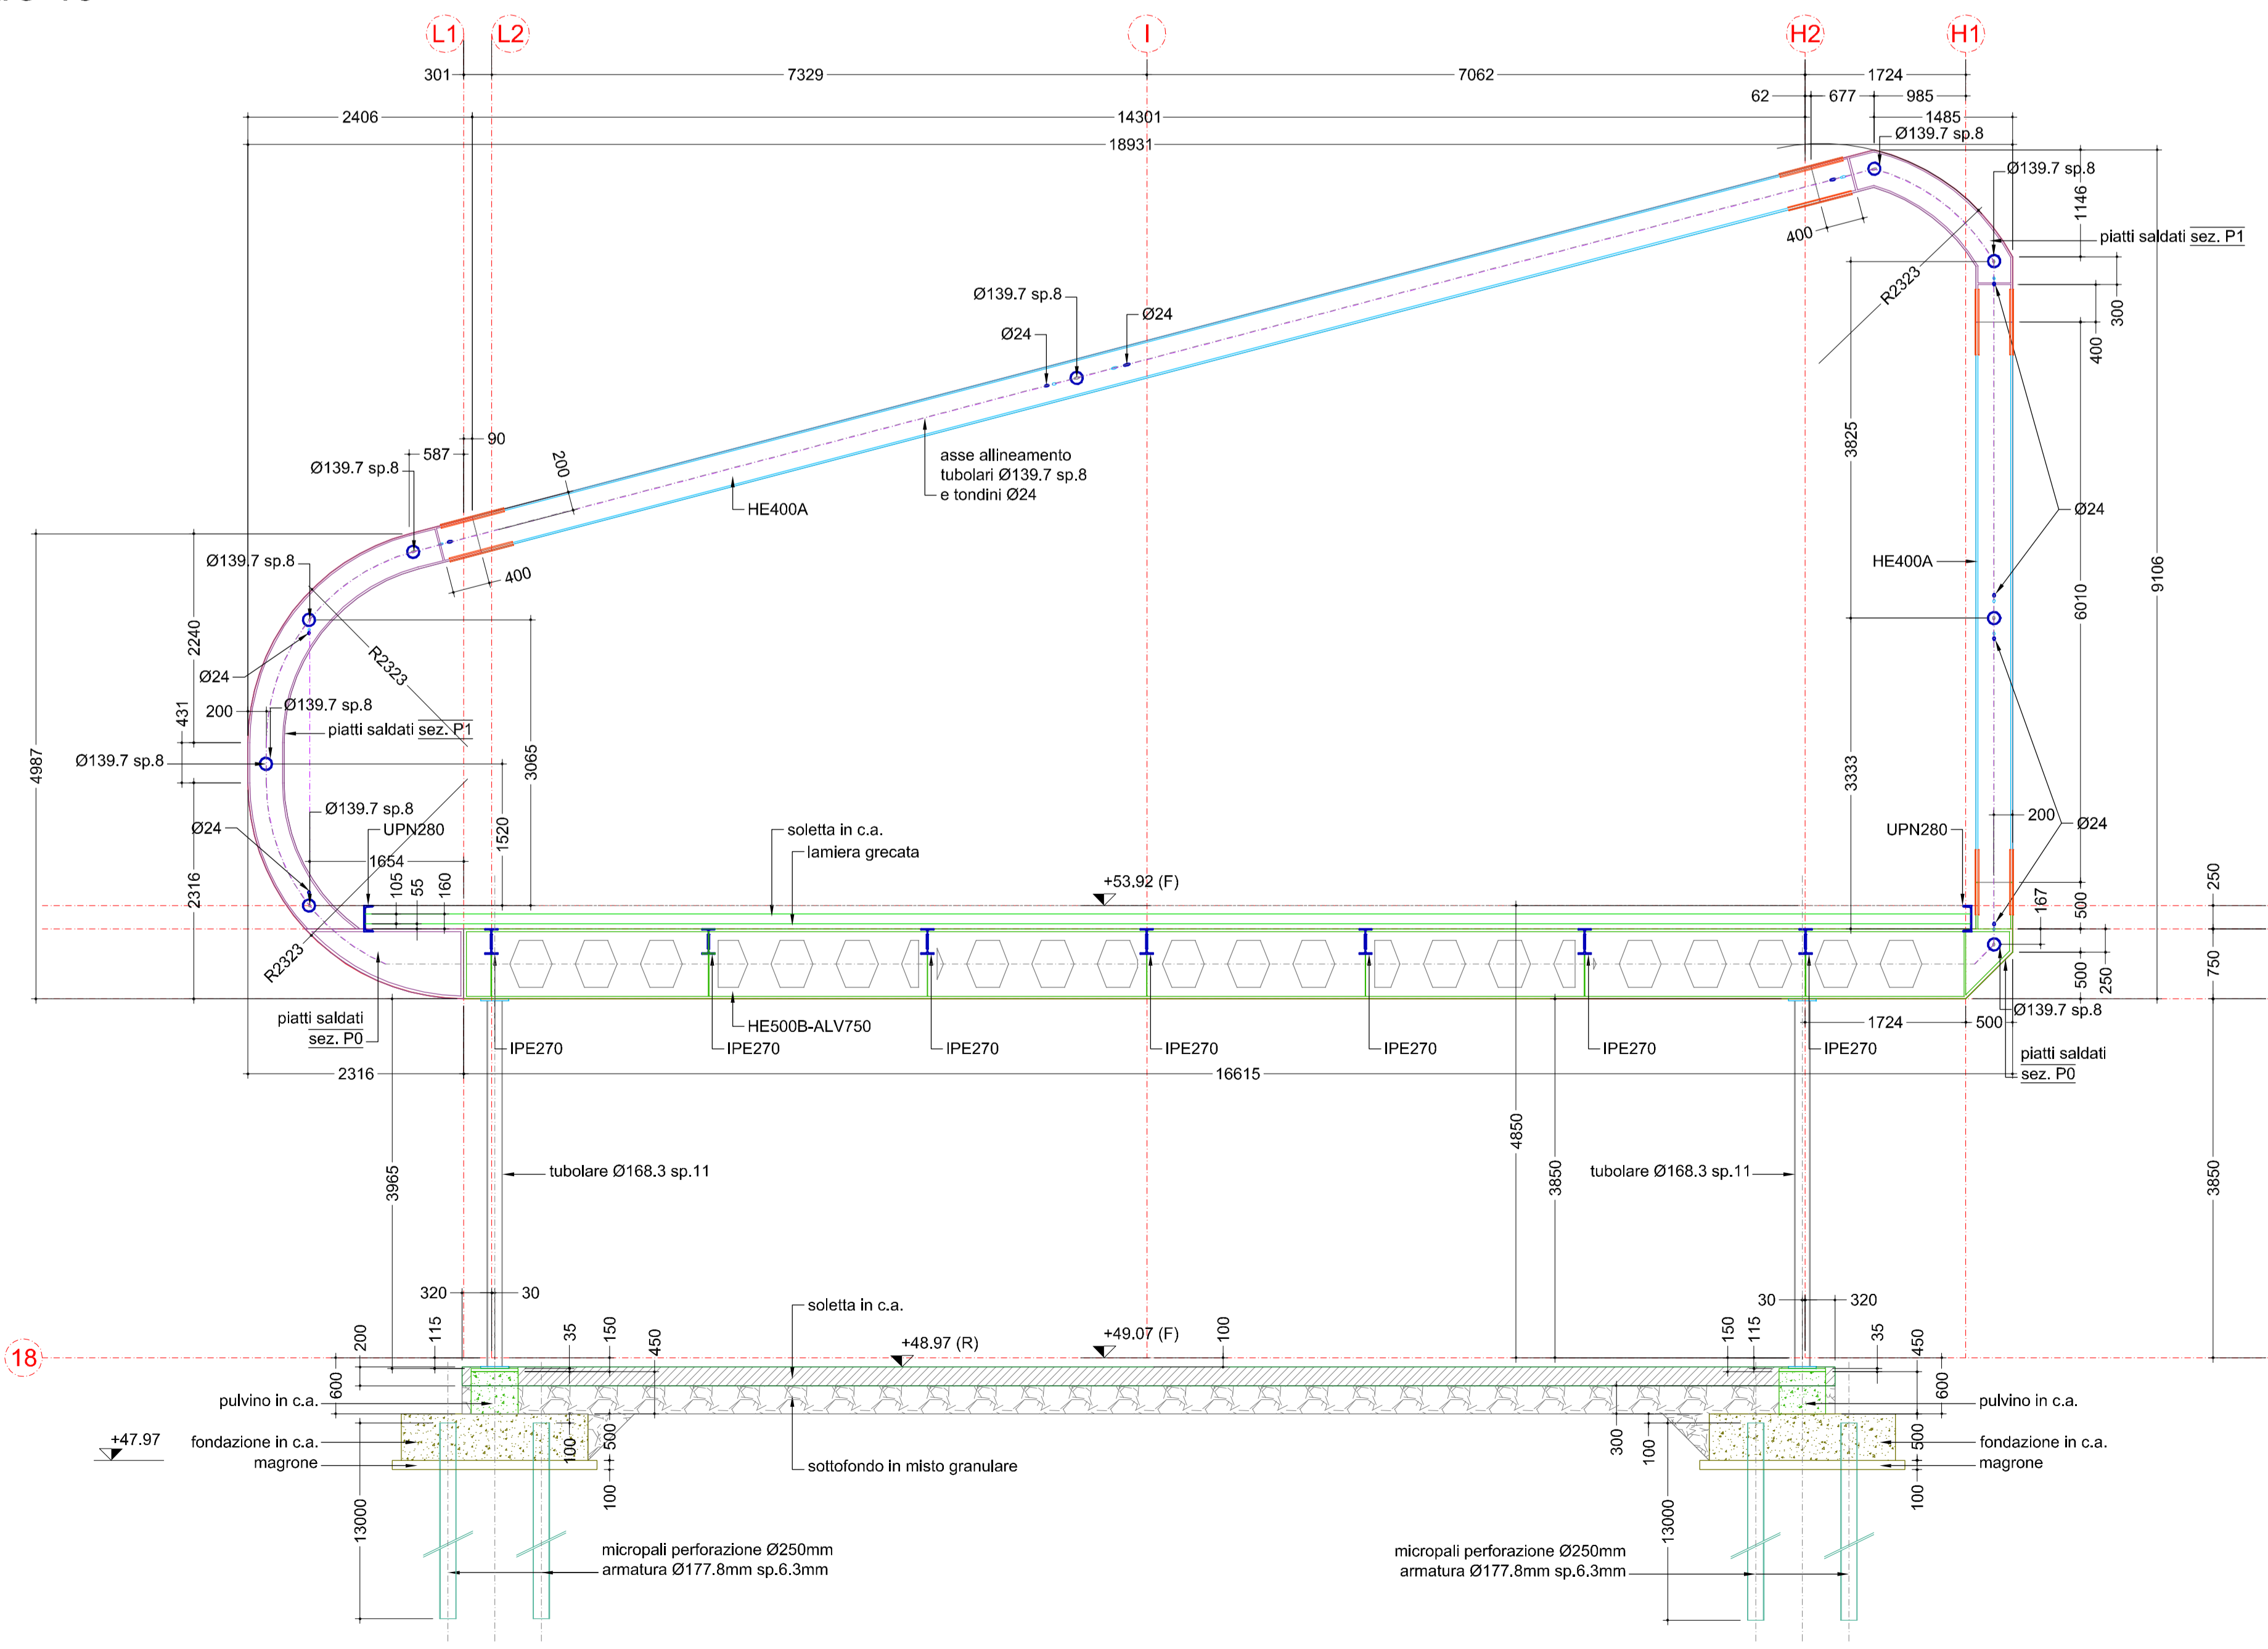 L1
L2
I
H2
H1
301
7329
7062
1724
62
677
985
2406
14301
1485
18931
Ø139.7 sp.8
Ø139.7 sp.8
1146
piatti saldati sez. P1
400
R2323
300
400
Ø139.7 sp.8
Ø24
Ø24
3825
90
587
Ø139.7 sp.8
200
asse allineamento
tubolari Ø139.7 sp.8
e tondini Ø24
HE400A
Ø24
Ø139.7 sp.8
400
HE400A
6010
9106
2240
R2323
Ø24
200
Ø139.7 sp.8
431
piatti saldati sez. P1
4987
Ø139.7 sp.8
3065
3333
Ø139.7 sp.8
Ø24
UPN280
1520
soletta in c.a.
lamiera grecata
UPN280
200
Ø24
1654
105
55
160
2316
+53.92 (F)
250
167
500
R2323
750
500
250
piatti saldati
sez. P0
HE500B-ALV750
Ø139.7 sp.8
1724
500
IPE270
IPE270
IPE270
IPE270
IPE270
IPE270
IPE270
piatti saldati
sez. P0
2316
16615
4850
3965
tubolare Ø168.3 sp.11
3850
tubolare Ø168.3 sp.11
3850
320
30
soletta in c.a.
30
320
18
200
115
35
150
450
+48.97 (R)
+49.07 (F)
100
150
115
35
450
600
600
pulvino in c.a.
pulvino in c.a.
+47.97
fondazione in c.a.
magrone
100
500
sottofondo in misto granulare
300
100
500
fondazione in c.a.
magrone
100
100
13000
13000
micropali perforazione Ø250mm
armatura Ø177.8mm sp.6.3mm
micropali perforazione Ø250mm
armatura Ø177.8mm sp.6.3mm